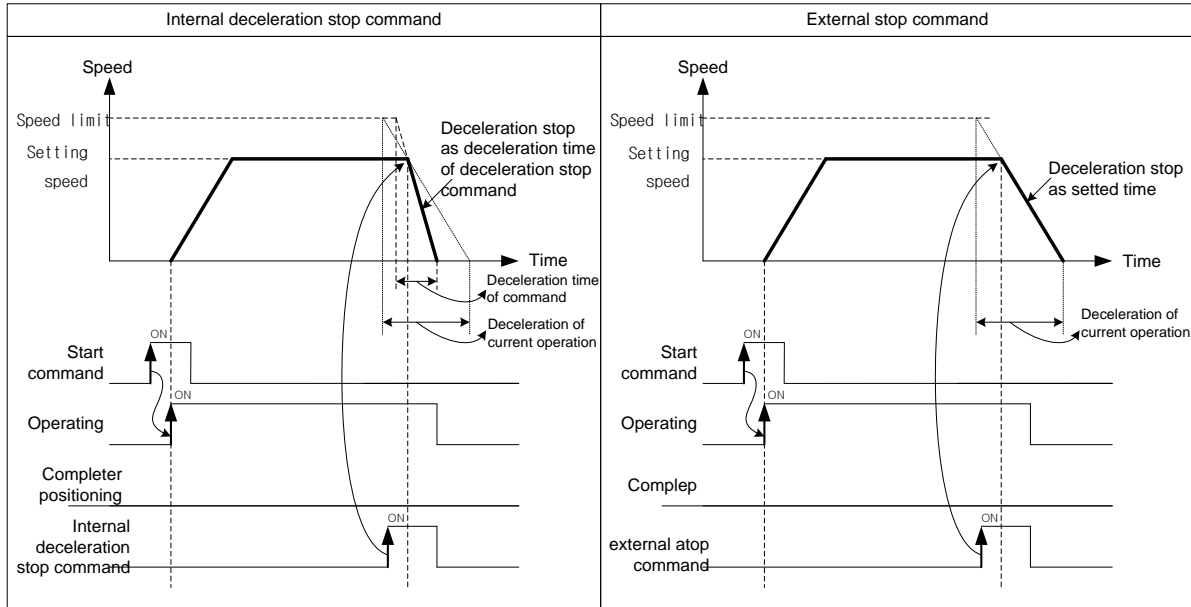 Internal deceleration stop command
Speed
Speed limit
Setting
speed
Deceleration stop
as deceleration time
of deceleration stop
command
Time
Deceleration time
of command
Deceleration of
current operation
ON
Start
command
ON
Operating
Completer
positioning
ON
Internal
deceleration
stop command
External stop command
Speed
Speed limit
Setting
speed
Deceleration stop
as setted time
Time
Deceleration of
current operation
ON
Start
command
ON
Operating
Complep
ON
external atop
command